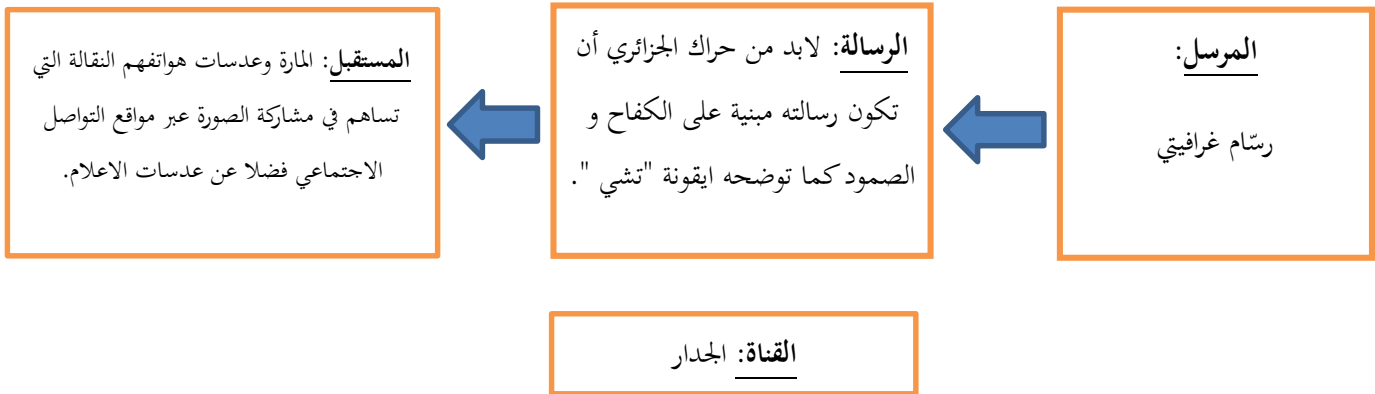 المرسل:
رسّام غرافيتي
الرسالة: لابد من حراك الجزائري أن
تكون رسالته مبنية على الكفاح و
الصمود كما توضحه ايقونة "تشي ".
المستقبل: المارة وعدسات هواتفهم النقالة التي
تساهم في مشاركة الصورة عبر مواقع التواصل
الاجتماعي فضلا عن عدسات الاعلام.
القناة: الجدار